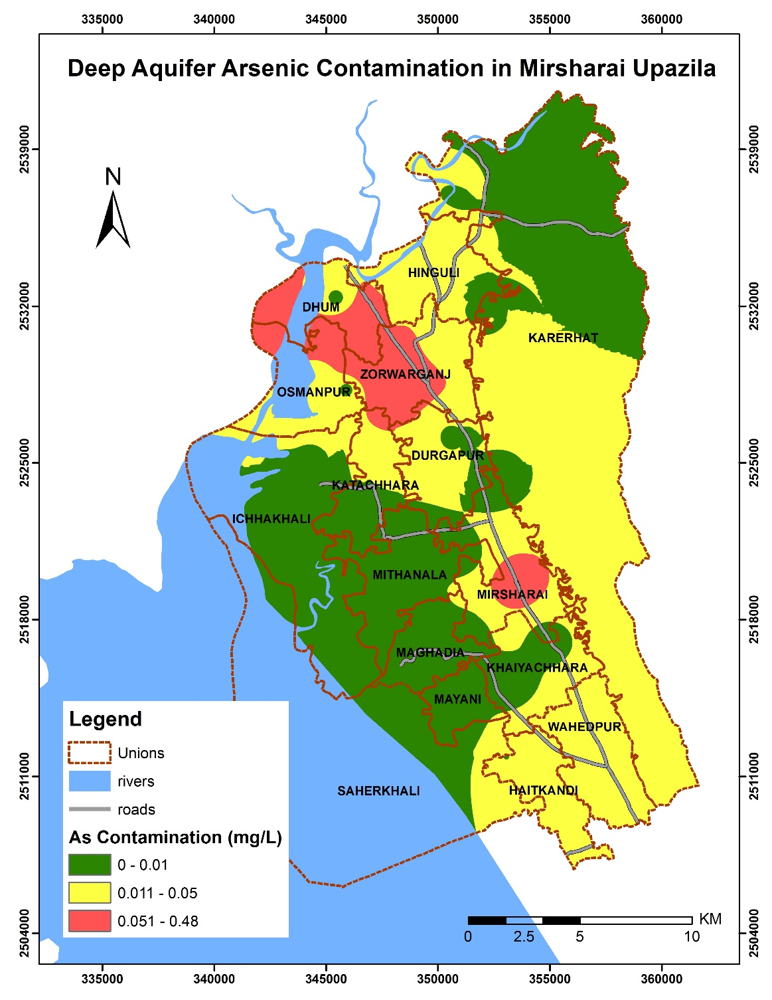 335000 340000 345000 350000 355000 360000
Deep Aquifer Arsenic Contamination in Mirsharai Upazila
2539000 2539000
N
HINGULI
2532000 2532000
DHUM
KARERHAT
ZORWARGANJ
OSMANPUR
2525000 2525000
DURGAPUR
KATACHHARA
ICHHAKHALI
MITHANALA
MIRSHARAI
2518000 2518000
MAGHADIA
KHAIYACHHARA
MAYANI
WAHEDPUR
2511000 2511000
SAHERKHALI
HAITKANDI
Legend
Unions
rivers
roads
As Contamination (mg/L)
0 - 0.01
0.011 - 0.05
0.051 - 0.48
KM
0 2.5 5 10
2504000 2504000
335000 340000 345000 350000 355000 360000